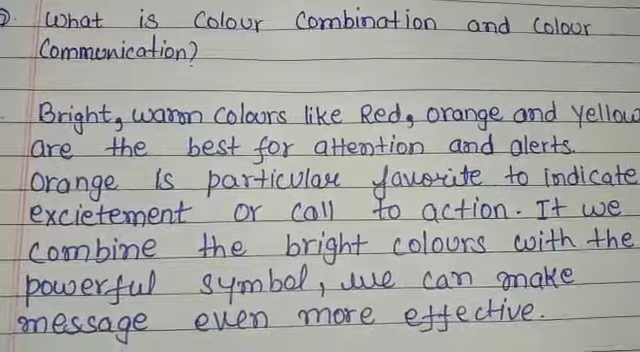 2. What is Colour Combination and Colour
Communication?
Bright, warm Colours like Red, orange and yellow
are the best for attention and alerts.
Orange is particular favorite to indicate
excietement or call to action. It we
combine the bright colours with the
powerful symbol, we can make
message even more effective.